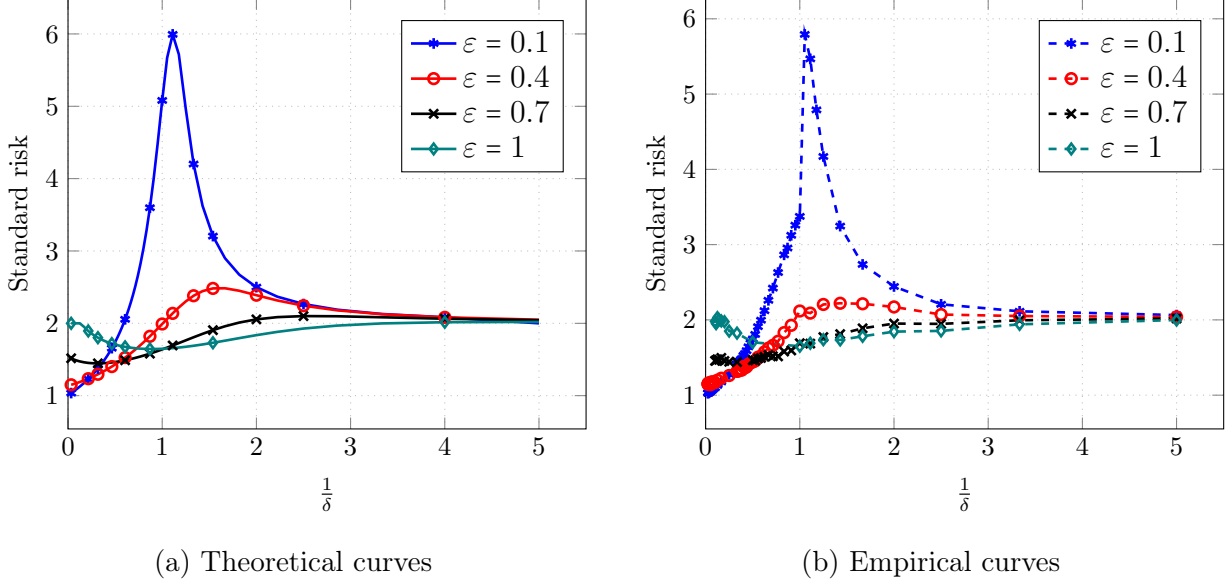 6
5
4
3
2
1
0 1 2 3 4 5
Standard risk
1/δ
ε = 0.1
ε = 0.4
ε = 0.7
ε = 1
(a) Theoretical curves
6
5
4
3
2
1
0 1 2 3 4 5
Standard risk
1/δ
ε = 0.1
ε = 0.4
ε = 0.7
ε = 1
(b) Empirical curves